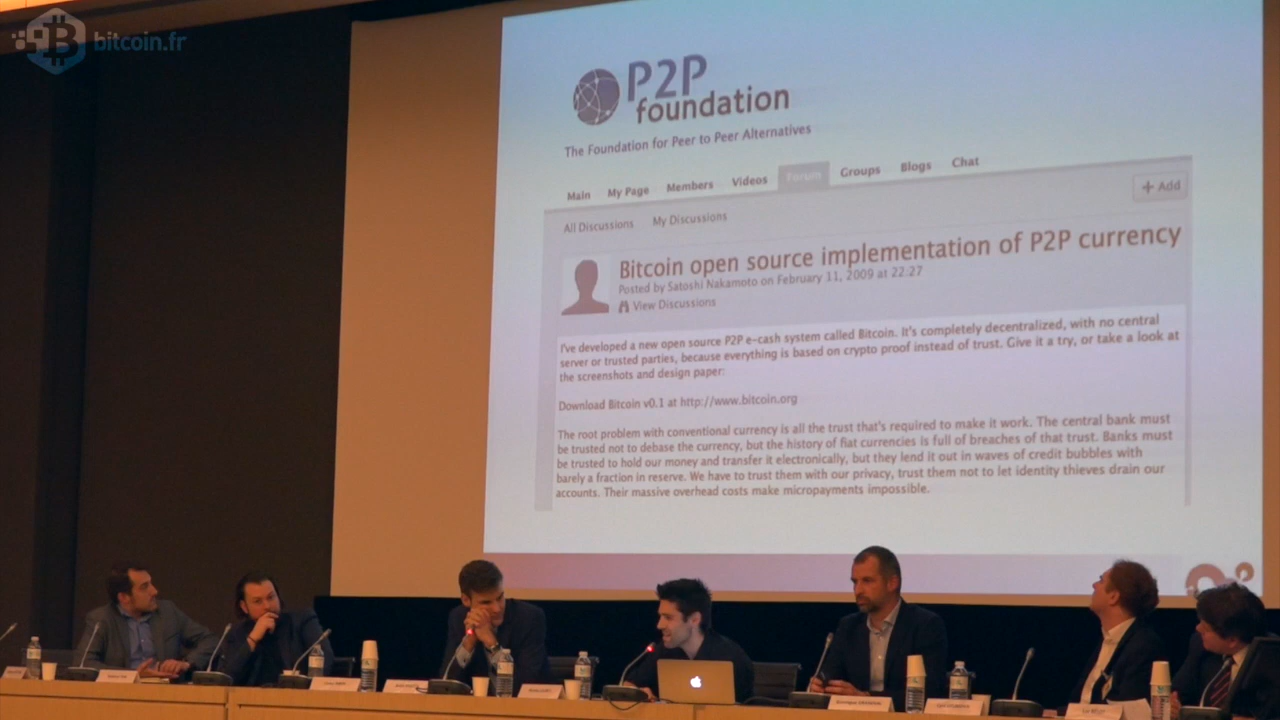 bitcoin.fr
P2P
foundation
The Foundation for Peer to Peer Alternatives
Main My Page Members Videos Forum Groups Blogs Chat
+ Add
All Discussions My Discussions
Bitcoin open source implementation of P2P currency
Posted by Satoshi Nakamoto on February 11, 2009 at 22:27
View Discussions
I've developed a new open source P2P e-cash system called Bitcoin. It's completely decentralized, with no central
server or trusted parties, because everything is based on crypto proof instead of trust. Give it a try, or take a look at
the screenshots and design paper:
Download Bitcoin v0.1 at http://www.bitcoin.org
The root problem with conventional currency is all the trust that's required to make it work. The central bank must
be trusted not to debase the currency, but the history of fiat currencies is full of breaches of that trust. Banks must
be trusted to hold our money and transfer it electronically, but they lend it out in waves of credit bubbles with
barely a fraction in reserve. We have to trust them with our privacy, trust them not to let identity thieves drain our
accounts. Their massive overhead costs make micropayments impossible.